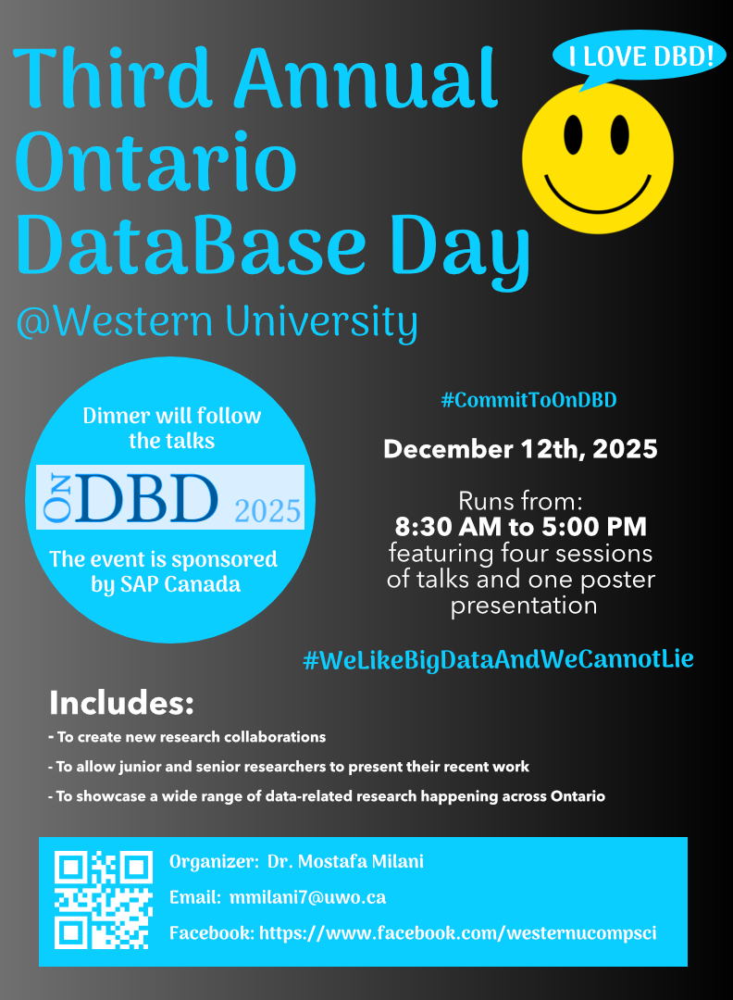 I LOVE DBD!
Third Annual
Ontario
DataBase Day
@Western University
Dinner will follow
the talks
ON DBD 2025
The event is sponsored
by SAP Canada
#CommitToOnDBD
December 12th, 2025
Runs from:
8:30 AM to 5:00 PM
featuring four sessions
of talks and one poster
presentation
#WeLikeBigDataAndWeCannotLie
Includes:
- To create new research collaborations
- To allow junior and senior researchers to present their recent work
- To showcase a wide range of data-related research happening across Ontario
Organizer: Dr. Mostafa Milani
Email: mmilani7@uwo.ca
Facebook: https://www.facebook.com/westernucompsci